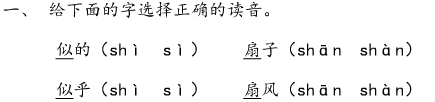 一、 给下面的字选择正确的读音。
似的（shì sì） 扇子（shān shàn）
似乎（shì sì） 扇风（shān shàn）